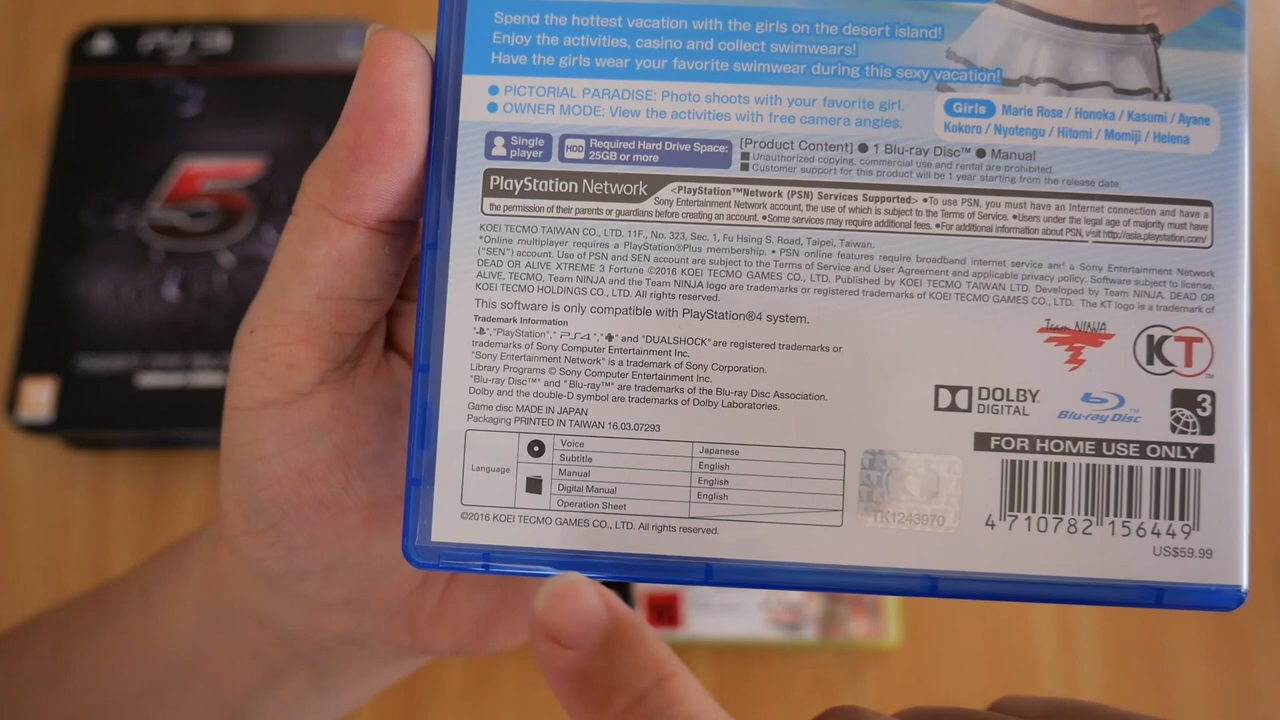 PS3
5
Spend the hottest vacation with the girls on the desert island!
Enjoy the activities, casino and collect swimwears!
Have the girls wear your favorite swimwear during this sexy vacation!
● PICTORIAL PARADISE: Photo shoots with your favorite girl.
● OWNER MODE: View the activities with free camera angles.
Girls Marie Rose / Honoka / Kasumi / Ayane
Kokoro / Nyotengu / Hitomi / Momiji / Helena
Single player
HDD Required Hard Drive Space: 25GB or more
[Product Content] ● 1 Blu-ray Disc™ ● Manual
■ Unauthorized copying, commercial use and rental are prohibited.
■ Customer support for this product will be 1 year starting from the release date.
PlayStation Network
<PlayStation™Network (PSN) Services Supported> ●To use PSN, you must have an Internet connection and have a
Sony Entertainment Network account, the use of which is subject to the Terms of Service. ●Users under the legal age of majority must have
the permission of their parents or guardians before creating an account. ●Some services may require additional fees. ●For additional information about PSN, visit http://asia.playstation.com/
KOEI TECMO TAIWAN CO., LTD. 11F., No. 323, Sec. 1, Fu Hsing S. Road, Taipei, Taiwan.
*Online multiplayer requires a PlayStation®Plus membership. • PSN online features require broadband internet service and a Sony Entertainment Network
("SEN") account. Use of PSN and SEN account are subject to the Terms of Service and User Agreement and applicable privacy policy. Software subject to license.
DEAD OR ALIVE XTREME 3 Fortune ©2016 KOEI TECMO GAMES CO., LTD. Published by KOEI TECMO TAIWAN LTD. Developed by Team NINJA. DEAD OR
ALIVE, TECMO, Team NINJA and the Team NINJA logo are trademarks or registered trademarks of KOEI TECMO GAMES CO., LTD. The KT logo is a trademark of
KOEI TECMO HOLDINGS CO., LTD. All rights reserved.
This software is only compatible with PlayStation®4 system.
Trademark Information
"PlayStation", "PS4", and "DUALSHOCK" are registered trademarks or
trademarks of Sony Computer Entertainment Inc.
"Sony Entertainment Network" is a trademark of Sony Corporation.
Library Programs © Sony Computer Entertainment Inc.
"Blu-ray Disc™" and "Blu-ray™" are trademarks of the Blu-ray Disc Association.
Dolby and the double-D symbol are trademarks of Dolby Laboratories.
Game disc MADE IN JAPAN
Packaging PRINTED IN TAIWAN 16.03.07293
Team NINJA
KT™
DOLBY DIGITAL
Blu-ray Disc™
3
FOR HOME USE ONLY
Language
Voice Japanese
Subtitle English
Manual English
Digital Manual English
Operation Sheet
TK1243970
4 710782 156449
US$59.99
©2016 KOEI TECMO GAMES CO., LTD. All rights reserved.